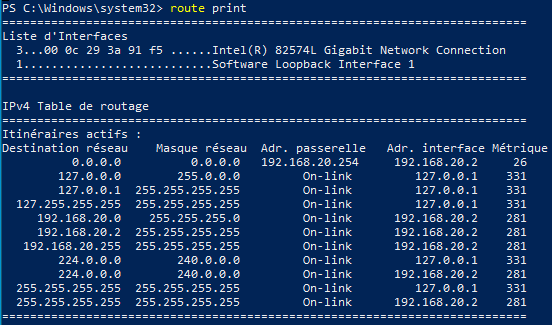 PS C:\Windows\system32> route print
===========================================================================
Liste d'Interfaces
  3...00 0c 29 3a 91 f5 ......Intel(R) 82574L Gigabit Network Connection
  1...........................Software Loopback Interface 1
===========================================================================

IPv4 Table de routage
===========================================================================
Itinéraires actifs :
Destination réseau    Masque réseau  Adr. passerelle   Adr. interface Métrique
          0.0.0.0          0.0.0.0   192.168.20.254     192.168.20.2     26
        127.0.0.0        255.0.0.0         On-link         127.0.0.1    331
        127.0.0.1  255.255.255.255         On-link         127.0.0.1    331
  127.255.255.255  255.255.255.255         On-link         127.0.0.1    331
     192.168.20.0    255.255.255.0         On-link      192.168.20.2    281
     192.168.20.2  255.255.255.255         On-link      192.168.20.2    281
   192.168.20.255  255.255.255.255         On-link      192.168.20.2    281
        224.0.0.0        240.0.0.0         On-link         127.0.0.1    331
        224.0.0.0        240.0.0.0         On-link      192.168.20.2    281
  255.255.255.255  255.255.255.255         On-link         127.0.0.1    331
  255.255.255.255  255.255.255.255         On-link      192.168.20.2    281
===========================================================================